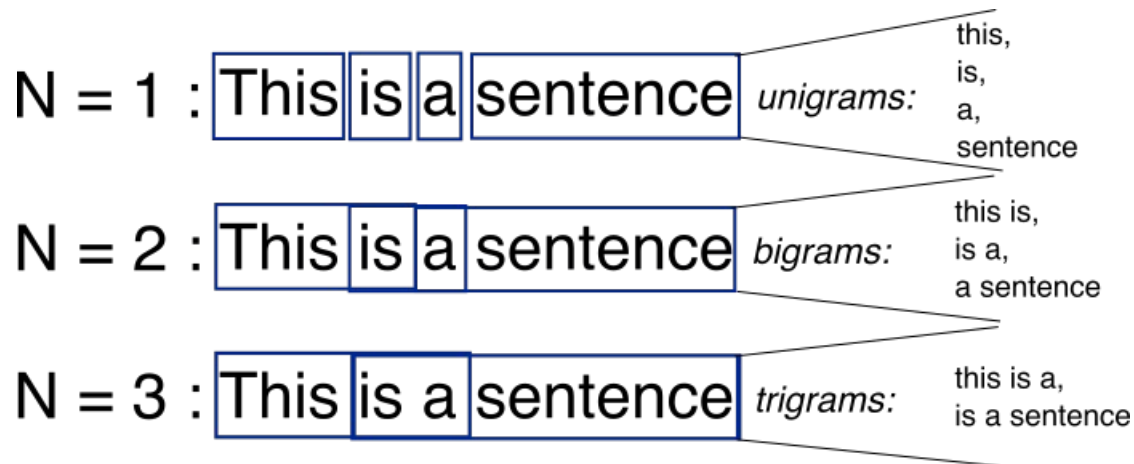 N = 1 : This is a sentence unigrams:
this,
is,
a,
sentence
N = 2 : This is a sentence bigrams:
this is,
is a,
a sentence
N = 3 : This is a sentence trigrams:
this is a,
is a sentence